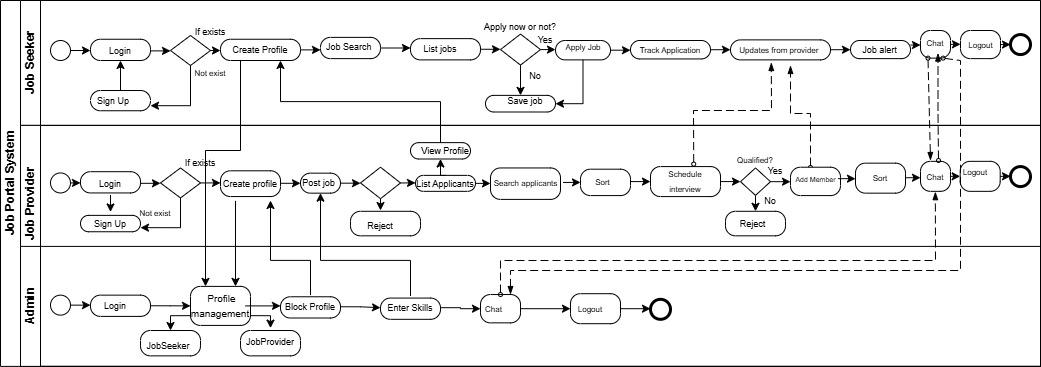 Job Portal System
Job Seeker
Login
If exists
Not exist
Sign Up
Create Profile
Job Search
List jobs
Apply now or not?
Yes
No
Apply Job
Save job
Track Application
Updates from provider
Job alert
Chat
Logout
Job Provider
Login
If exists
Not exist
Sign Up
Create profile
Post job
Reject
View Profile
List Applicants
Search applicants
Sort
Schedule
interview
Qualified?
Yes
No
Reject
Add Member
Sort
Chat
Logout
Admin
Login
Profile
management
JobSeeker
JobProvider
Block Profile
Enter Skills
Chat
Logout